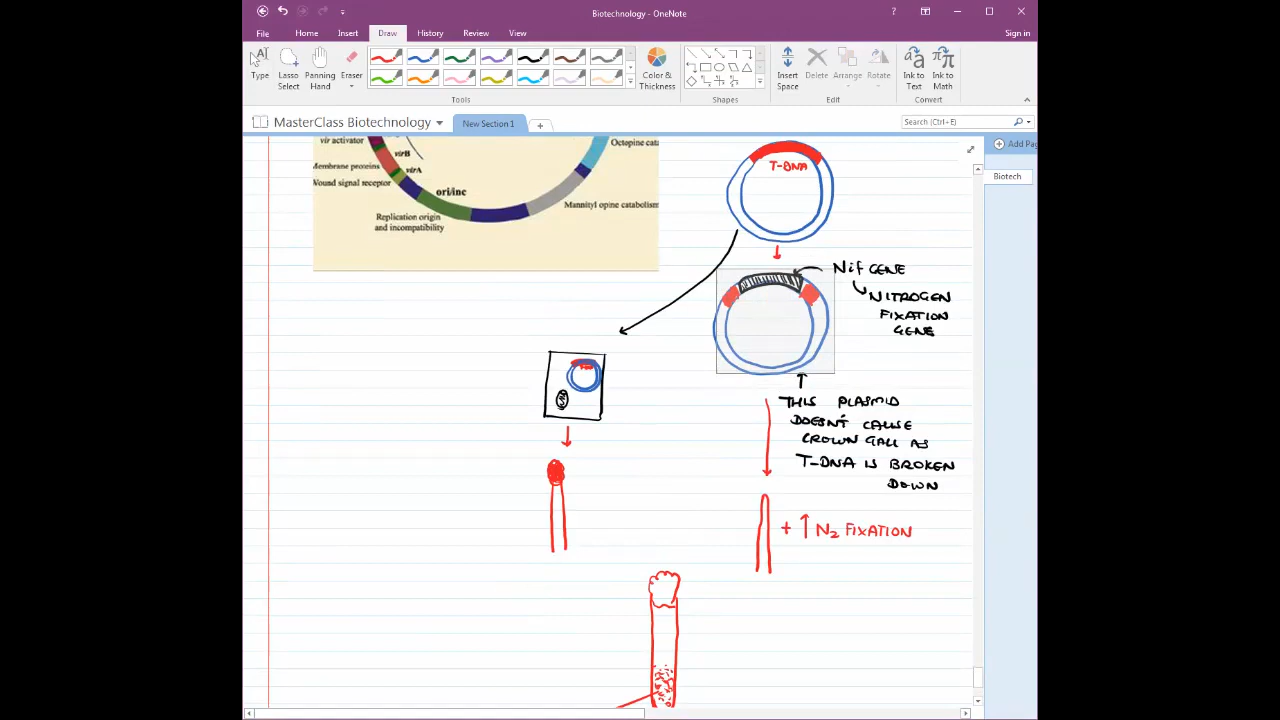 Biotechnology - OneNote
?
File
Home
Insert
Draw
History
Review
View
Sign in
Type
Lasso
Select
Panning
Hand
Eraser
Color &
Thickness
Insert
Space
Delete
Arrange
Rotate
Ink to
Text
Ink to
Math
Tools
Shapes
Edit
Convert
MasterClass Biotechnology
New Section 1
Search (Ctrl+E)
Add Pag
Biotech
vir activator
virB
Membrane proteins
virA
Wound signal receptor
ori/inc
Replication origin
and incompatibility
Octopine cata
Mannityl opine catabolism
T-DNA
Nif GENE
NITROGEN
FIXATION
GENE
THIS PLASMID
DOESN'T CAUSE
CROWN GALL AS
T-DNA IS BROKEN
DOWN
+ ↑ N2 FIXATION